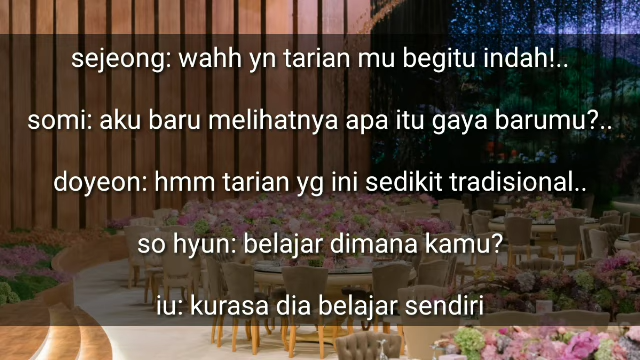 sejeong: wahh yn tarian mu begitu indah!..
somi: aku baru melihatnya apa itu gaya barumu?..
doyeon: hmm tarian yg ini sedikit tradisional..
so hyun: belajar dimana kamu?
iu: kurasa dia belajar sendiri